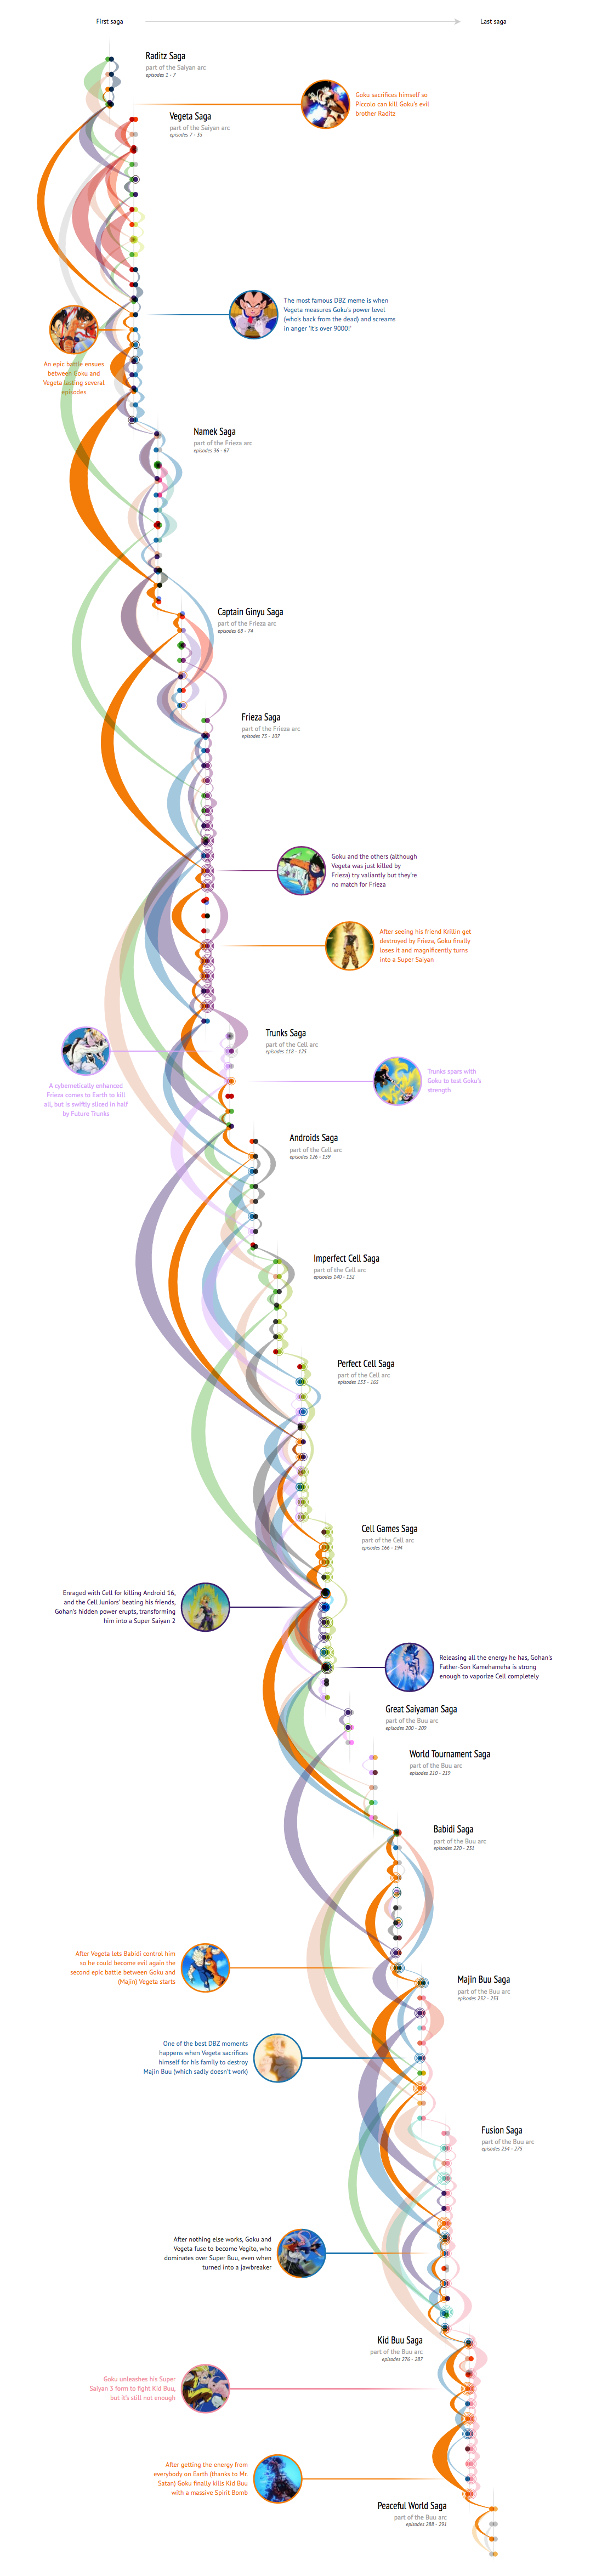 First saga
Last saga
Raditz Saga
part of the Saiyan arc
episodes 1 - 7
Goku sacrifices himself so
Piccolo can kill Goku's evil
brother Raditz
Vegeta Saga
part of the Saiyan arc
episodes 7 - 35
The most famous DBZ meme is when
Vegeta measures Goku's power level
(who's back from the dead) and screams
in anger 'It's over 9000!'
An epic battle ensues
between Goku and
Vegeta lasting several
episodes
Namek Saga
part of the Frieza arc
episodes 36 - 67
Captain Ginyu Saga
part of the Frieza arc
episodes 68 - 74
Frieza Saga
part of the Frieza arc
episodes 75 - 107
Goku and the others (although
Vegeta was just killed by
Frieza) try valiantly but they're
no match for Frieza
After seeing his friend Krillin get
destroyed by Frieza, Goku finally
loses it and magnificently turns
into a Super Saiyan
Trunks Saga
part of the Cell arc
episodes 118 - 125
A cybernetically enhanced
Frieza comes to Earth to kill
all, but is swiftly sliced in half
by Future Trunks
Trunks spars with
Goku to test Goku's
strength
Androids Saga
part of the Cell arc
episodes 126 - 139
Imperfect Cell Saga
part of the Cell arc
episodes 140 - 152
Perfect Cell Saga
part of the Cell arc
episodes 153 - 165
Cell Games Saga
part of the Cell arc
episodes 166 - 194
Enraged with Cell for killing Android 16,
and the Cell Juniors' beating his friends,
Gohan's hidden power erupts, transforming
him into a Super Saiyan 2
Releasing all the energy he has, Gohan's
Father-Son Kamehameha is strong
enough to vaporize Cell completely
Great Saiyaman Saga
part of the Buu arc
episodes 200 - 209
World Tournament Saga
part of the Buu arc
episodes 210 - 219
Babidi Saga
part of the Buu arc
episodes 220 - 231
After Vegeta lets Babidi control him
so he could become evil again the
second epic battle between Goku and
(Majin) Vegeta starts
Majin Buu Saga
part of the Buu arc
episodes 232 - 253
One of the best DBZ moments
happens when Vegeta sacrifices
himself for his family to destroy
Majin Buu (which sadly doesn't work)
Fusion Saga
part of the Buu arc
episodes 254 - 275
After nothing else works, Goku and
Vegeta fuse to become Vegito, who
dominates over Super Buu, even when
turned into a jawbreaker
Kid Buu Saga
part of the Buu arc
episodes 276 - 287
Goku unleashes his Super
Saiyan 3 form to fight Kid Buu,
but it's still not enough
After getting the energy from
everybody on Earth (thanks to Mr.
Satan) Goku finally kills Kid Buu
with a massive Spirit Bomb
Peaceful World Saga
part of the Buu arc
episodes 288 - 291